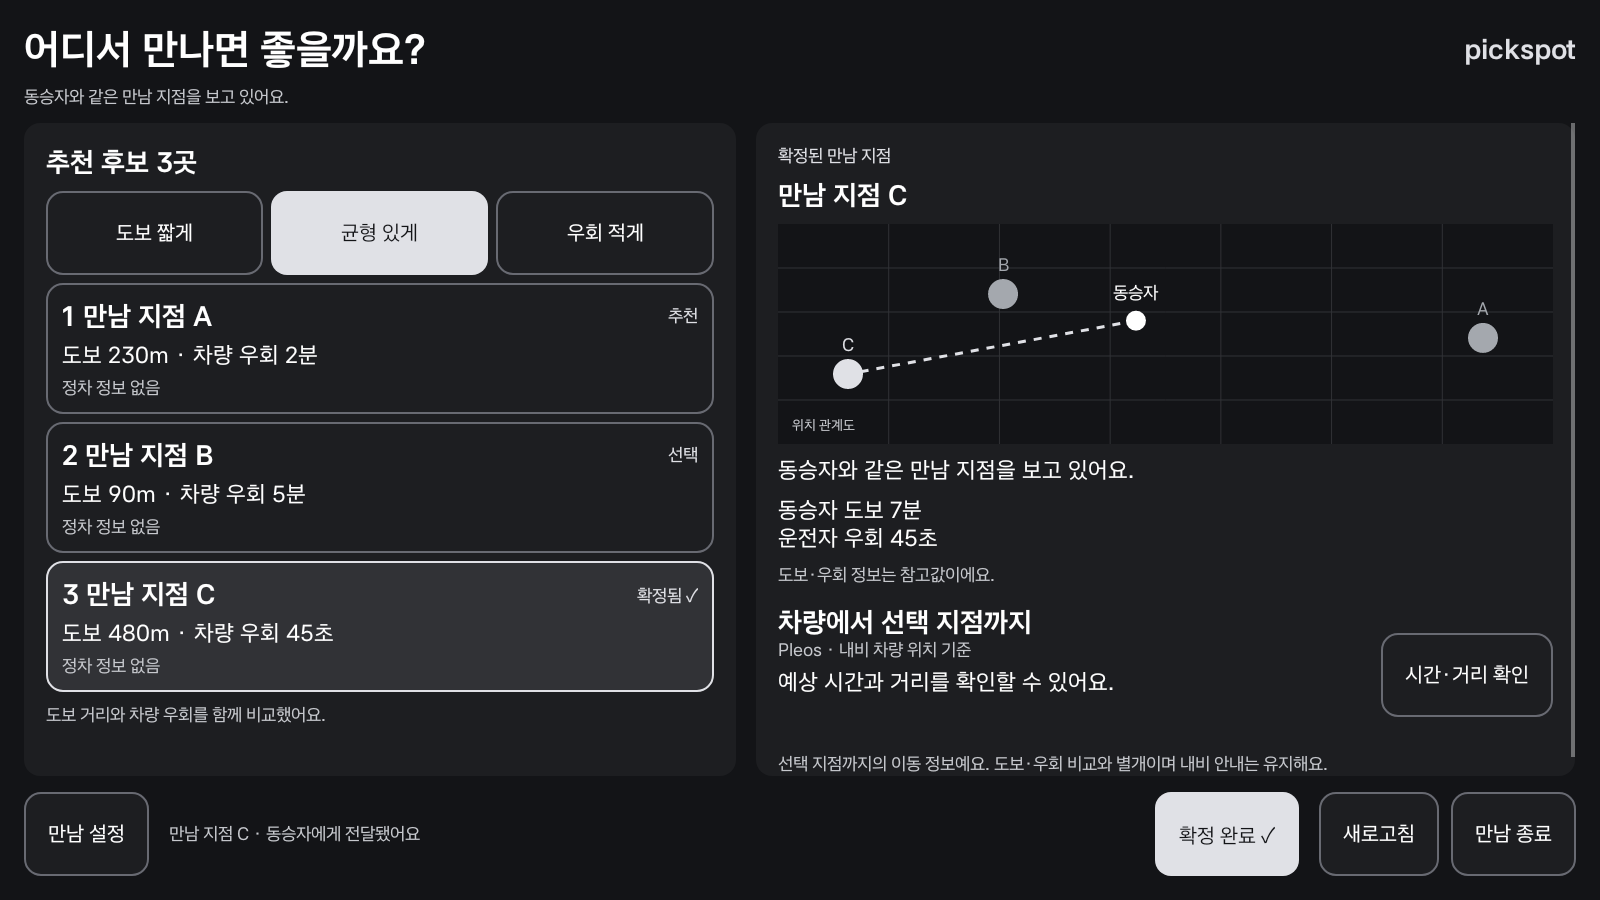 어디서 만나면 좋을까요?
pickspot
동승자와 같은 만남 지점을 보고 있어요.
추천 후보 3곳
도보 짧게
균형 있게
우회 적게
1 만남 지점 A
추천
도보 230m · 차량 우회 2분
정차 정보 없음
2 만남 지점 B
선택
도보 90m · 차량 우회 5분
정차 정보 없음
3 만남 지점 C
확정됨 ✓
도보 480m · 차량 우회 45초
정차 정보 없음
도보 거리와 차량 우회를 함께 비교했어요.
확정된 만남 지점
만남 지점 C
B
동승자
A
C
위치 관계도
동승자와 같은 만남 지점을 보고 있어요.
동승자 도보 7분
운전자 우회 45초
도보·우회 정보는 참고값이에요.
차량에서 선택 지점까지
Pleos · 내비 차량 위치 기준
예상 시간과 거리를 확인할 수 있어요.
시간·거리 확인
선택 지점까지의 이동 정보예요. 도보·우회 비교와 별개이며 내비 안내는 유지해요.
만남 설정
만남 지점 C · 동승자에게 전달됐어요
확정 완료 ✓
새로고침
만남 종료